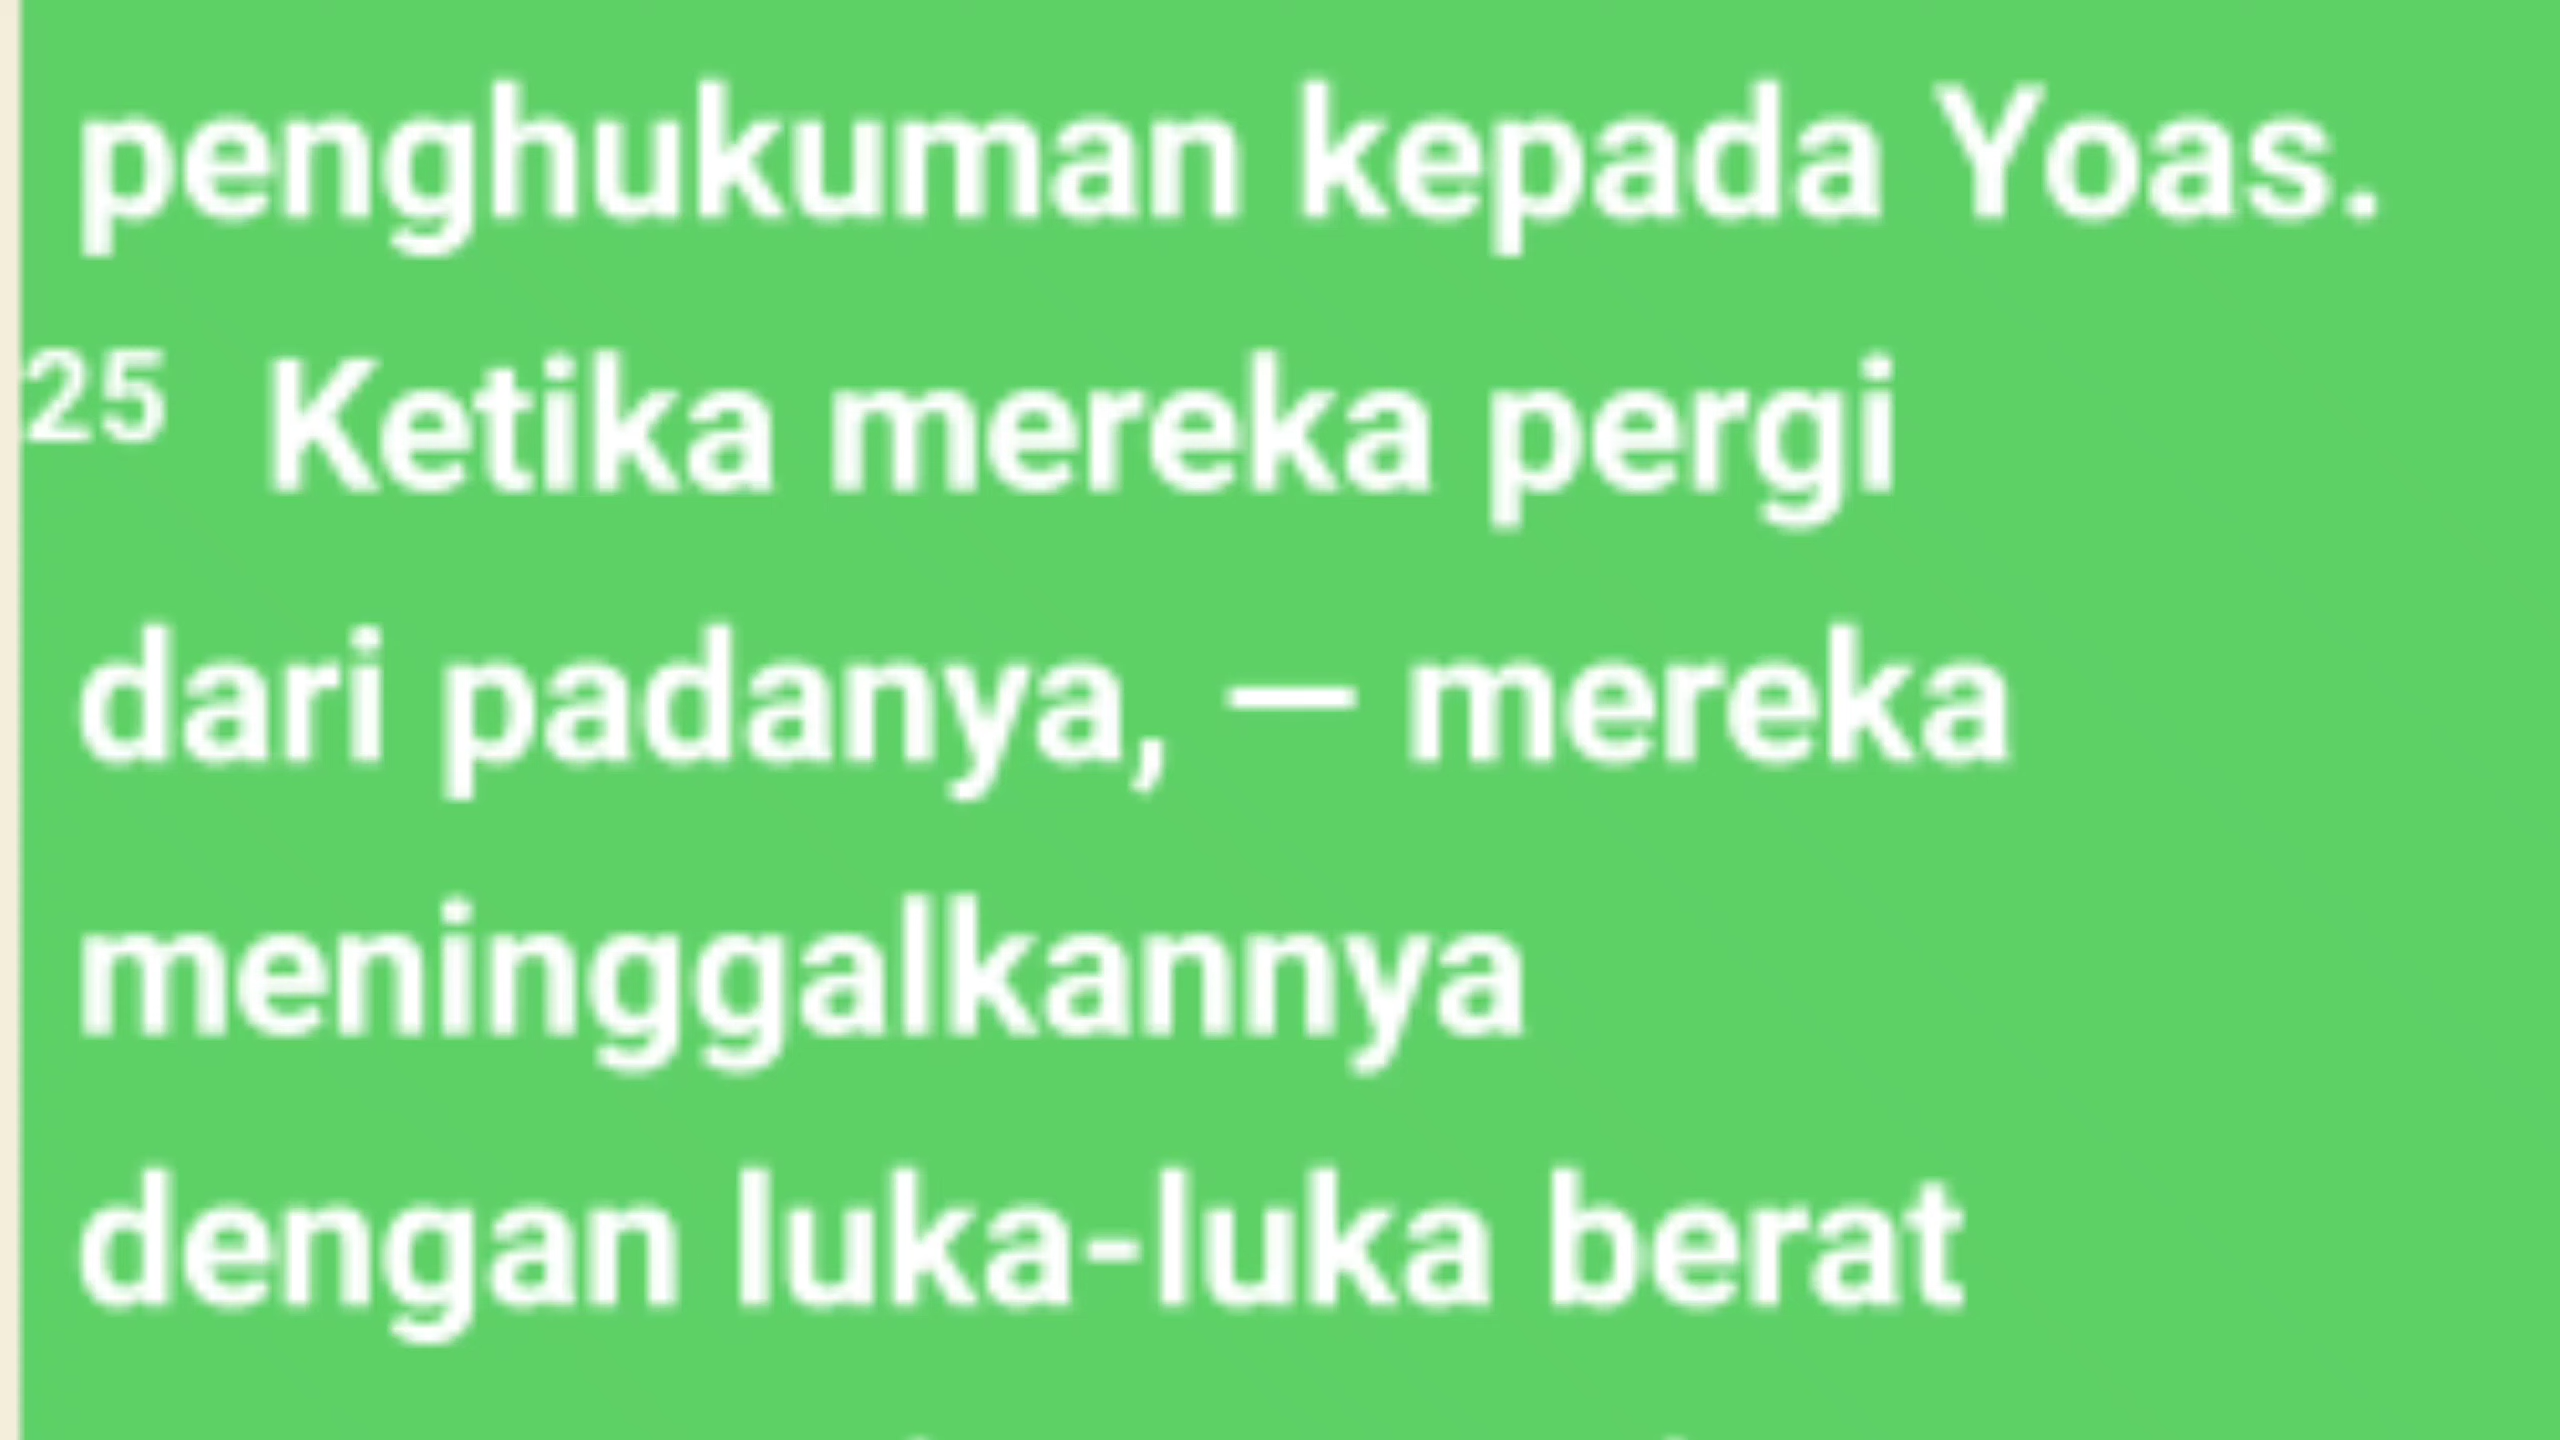 penghukuman kepada Yoas.
25 Ketika mereka pergi
dari padanya, — mereka
meninggalkannya
dengan luka-luka berat